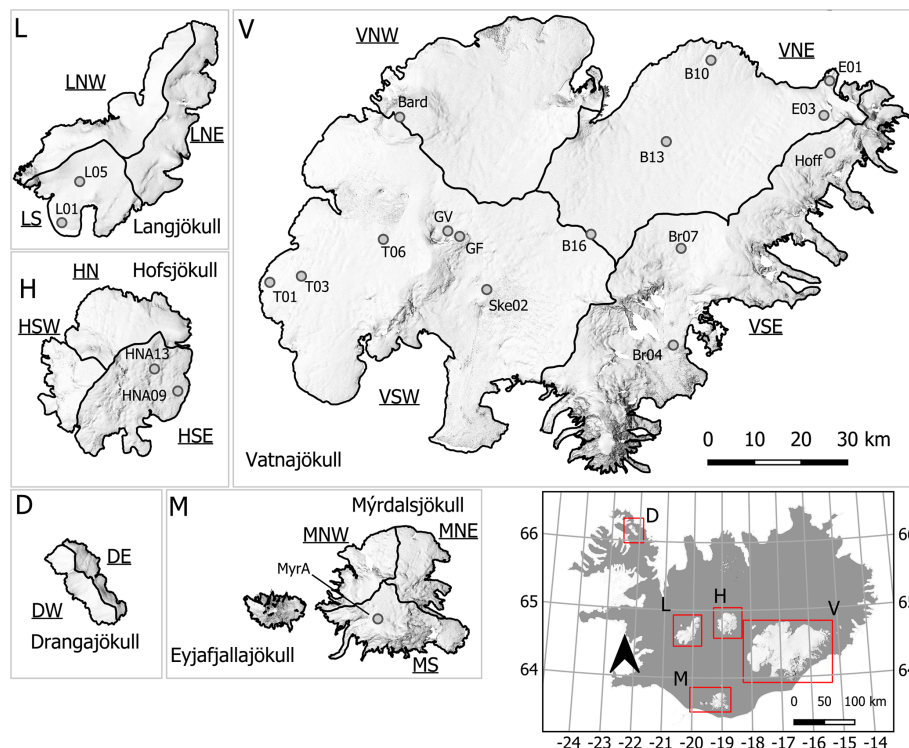 L
LNW
LNE
L05
L01
LS
Langjökull
H
HN
Hofsjökull
HSW
HNA13
HNA09
HSE
V
VNW
VNE
B10
E01
Bard
E03
B13
Hoff
GV
GF
B16
Br07
T06
T01
T03
Ske02
VSE
Br04
VSW
Vatnajökull
0 10 20 30 km
D
DE
DW
Drangajökull
M
Mýrdalsjökull
MNW
MNE
MyrA
Eyjafjallajökull
MS
66
D
66
65
L
H
V
65
64
M
64
0 50 100 km
-24 -23 -22 -21 -20 -19 -18 -17 -16 -15 -14